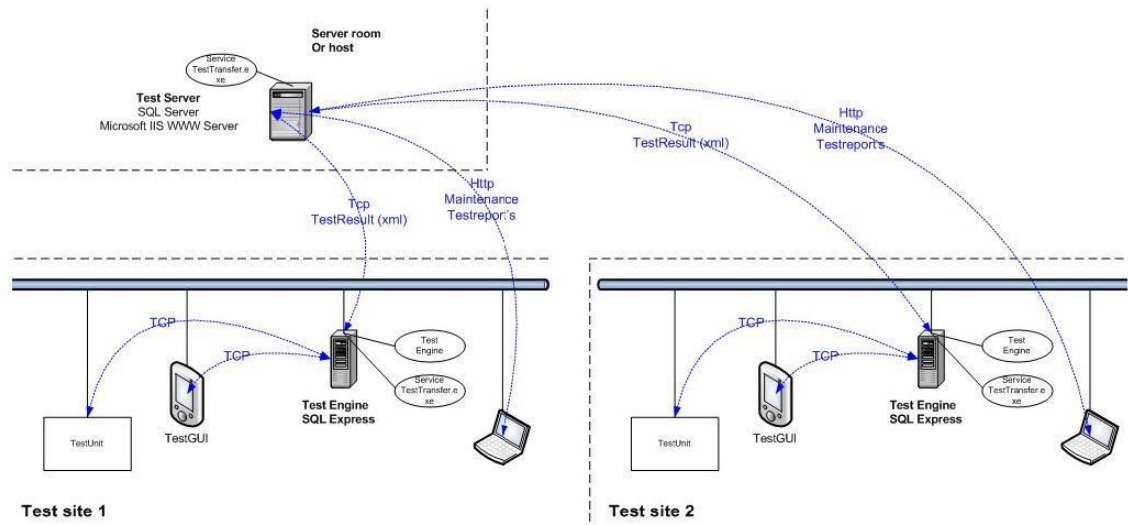 Server room
Or host
Service
TestTransfer.e
xe
Test Server
SQL Server
Microsoft IIS WWW Server
Tcp
TestResult (xml)
Http
Maintenance
Testreport's
Tcp
TestResult (xml)
Http
Maintenance
Testreport's
TCP
TCP
Test
Engine
Service
TestTransfer.e
xe
Test Engine
SQL Express
TestUnit
TestGUI
Test site 1
TCP
TCP
Test
Engine
Service
TestTransfer.e
xe
Test Engine
SQL Express
TestUnit
TestGUI
Test site 2